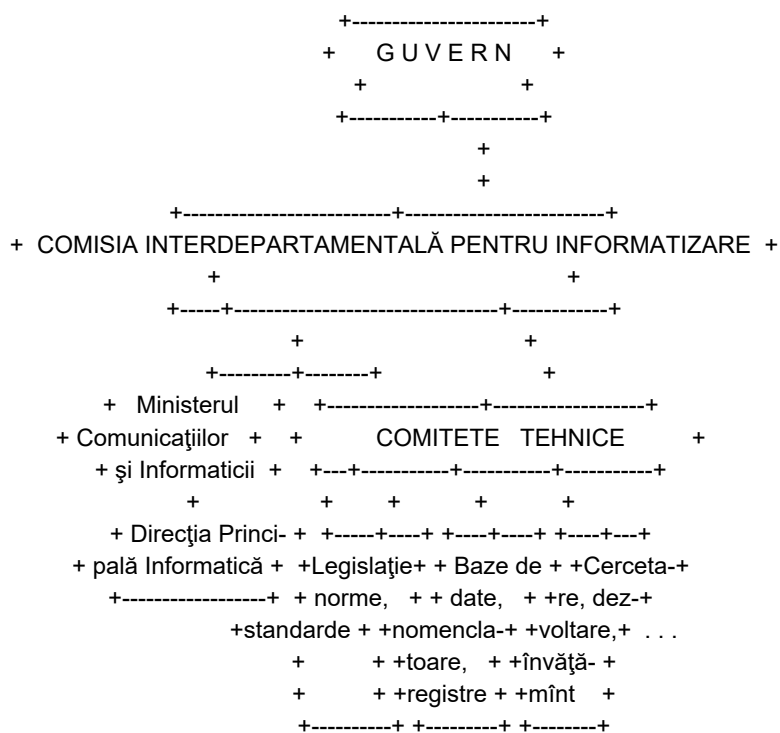 +----------------------+
+ G U V E R N +
+ +
+-----------+-----------+
+
+
+--------------------------+-------------------------+
+ COMISIA INTERDEPARTAMENTALĂ PENTRU INFORMATIZARE +
+ +
+-----+---------------------------------+------------+
+ +
+---------+--------+ +
+ Ministerul + +-------------------+-------------------+
+ Comunicaţiilor + + COMITETE TEHNICE +
+ şi Informaticii + +---+-----------+-----------+-----------+
+ + + + +
+ Direcţia Princi- + +-----+----+ +----+----+ +----+---+
+ pală Informatică + +Legislaţie+ + Baze de + +Cerceta-+
+------------------+ + norme, + + date, + +re, dez-+
+standarde + +nomencla-+ +voltare,+ . . .
+ + +toare, + +învăţă- +
+ + +registre + +mînt +
+----------+ +---------+ +--------+